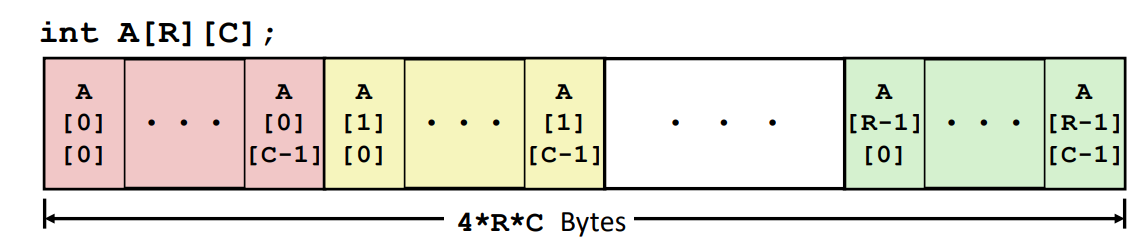 int A[R][C];
A • • • A A • • • A • • • A • • • A
[0] [0] [1] [1] [R-1] [R-1]
[0] [C-1] [0] [C-1] [0] [C-1]
4*R*C Bytes